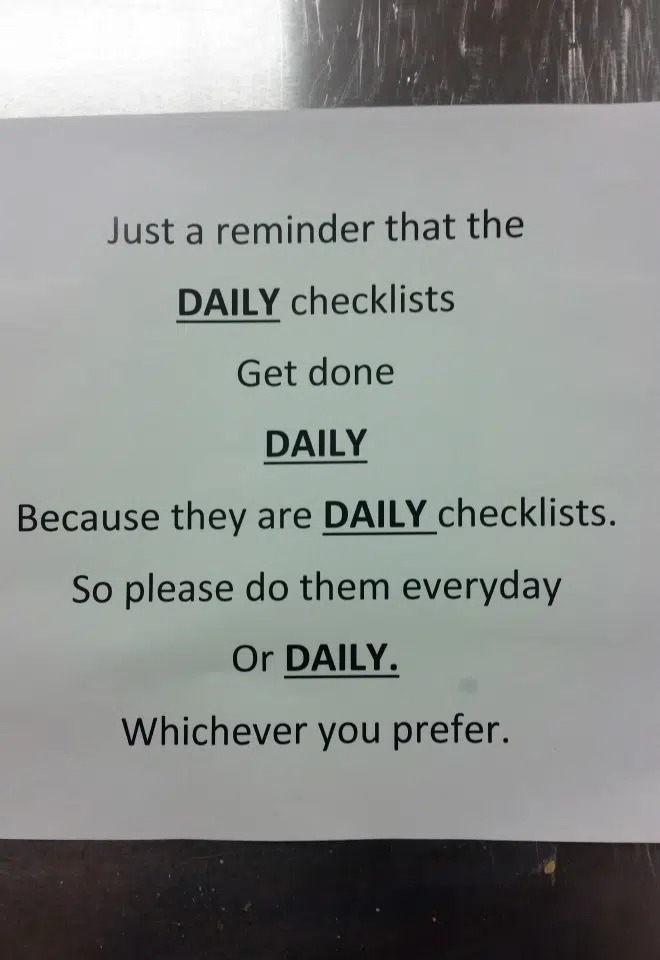 Just a reminder that the
DAILY checklists
Get done
DAILY
Because they are DAILY checklists.
So please do them everyday
Or DAILY.
Whichever you prefer.